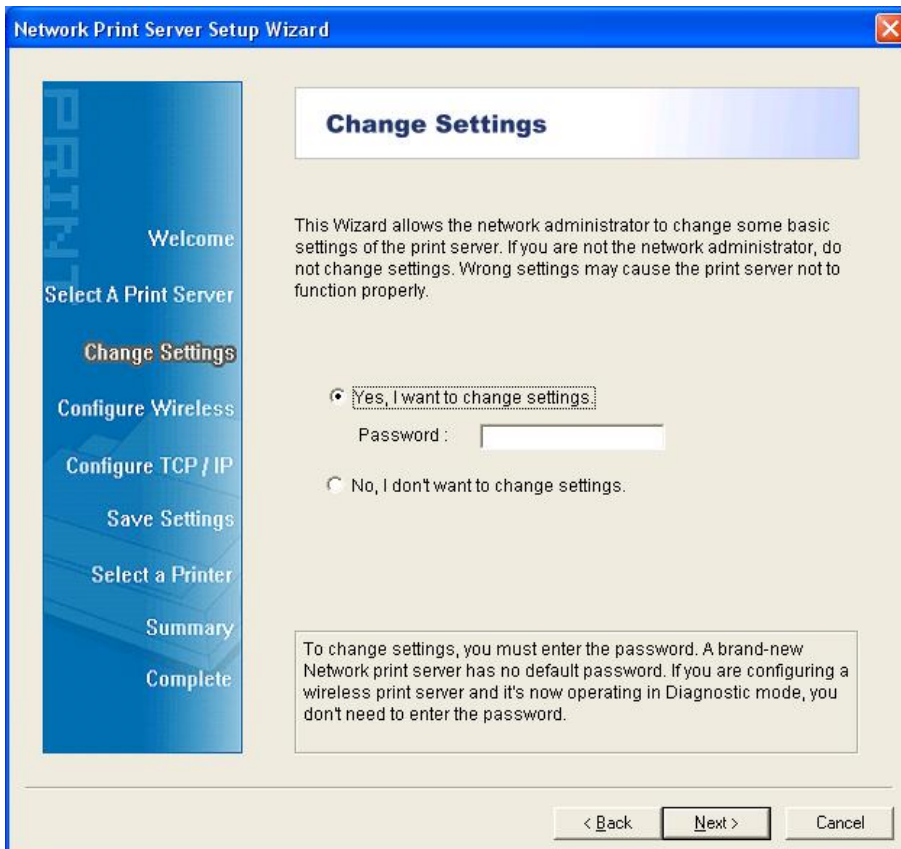 Network Print Server Setup Wizard
PRINT
Welcome
Select A Print Server
Change Settings
Configure Wireless
Configure TCP / IP
Save Settings
Select a Printer
Summary
Complete
Change Settings
This Wizard allows the network administrator to change some basic
settings of the print server. If you are not the network administrator, do
not change settings. Wrong settings may cause the print server not to
function properly.
Yes, I want to change settings.
Password :
No, I don't want to change settings.
To change settings, you must enter the password. A brand-new
Network print server has no default password. If you are configuring a
wireless print server and it's now operating in Diagnostic mode, you
don't need to enter the password.
< Back
Next >
Cancel